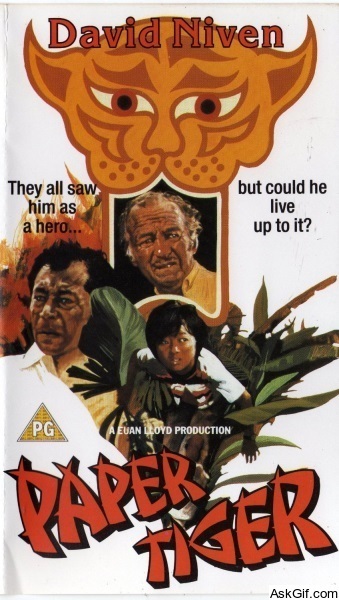 David Niven
They all saw
him as
a hero...
but could he
live
up to it?
PG
A EUAN LLOYD PRODUCTION
PAPER
TIGER
AskGif.com